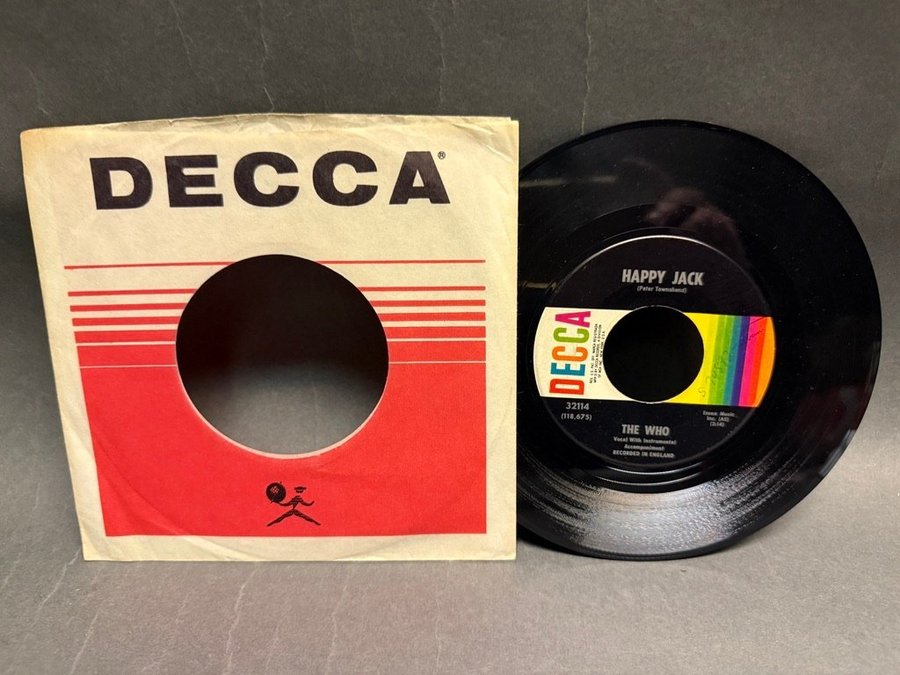 DECCA®
HAPPY JACK
(Peter Townshend)
DECCA
32114
(118,675)
Essex Music
Inc. (AS)
(2:14)
THE WHO
Vocal With Instrumental
Accompaniment
RECORDED IN ENGLAND